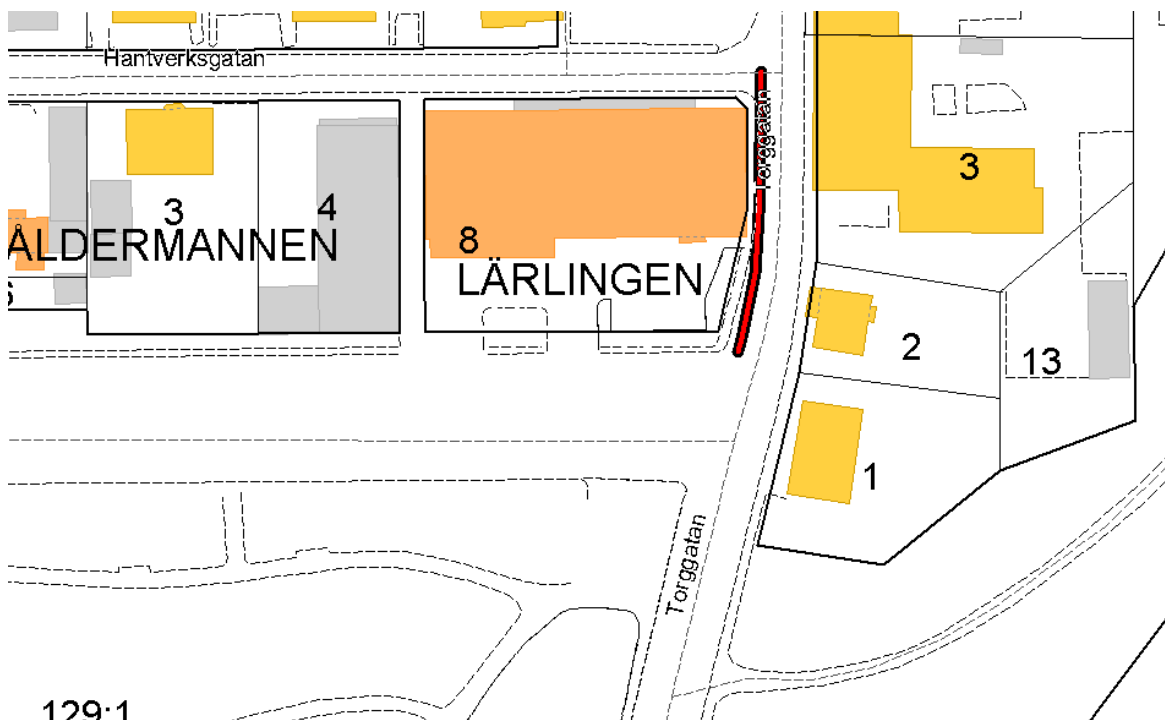 Hantverksgatan
Torggatan
3
3
4
8
ÅLDERMANNEN
LÄRLINGEN
2
13
1
Torggatan
129:1